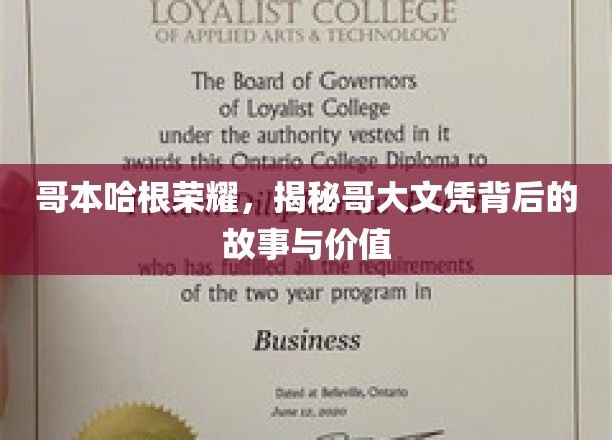 LOYALIST COLLEGE
OF APPLIED ARTS & TECHNOLOGY
The Board of Governors
of Loyalist College
under the authority vested in it
awards this Ontario College Diploma to
哥本哈根荣耀，揭秘哥大文凭背后的
故事与价值
who has fulfilled all the requirements
of the two year program in
Business
Dated at Belleville, Ontario
June 12, 2020